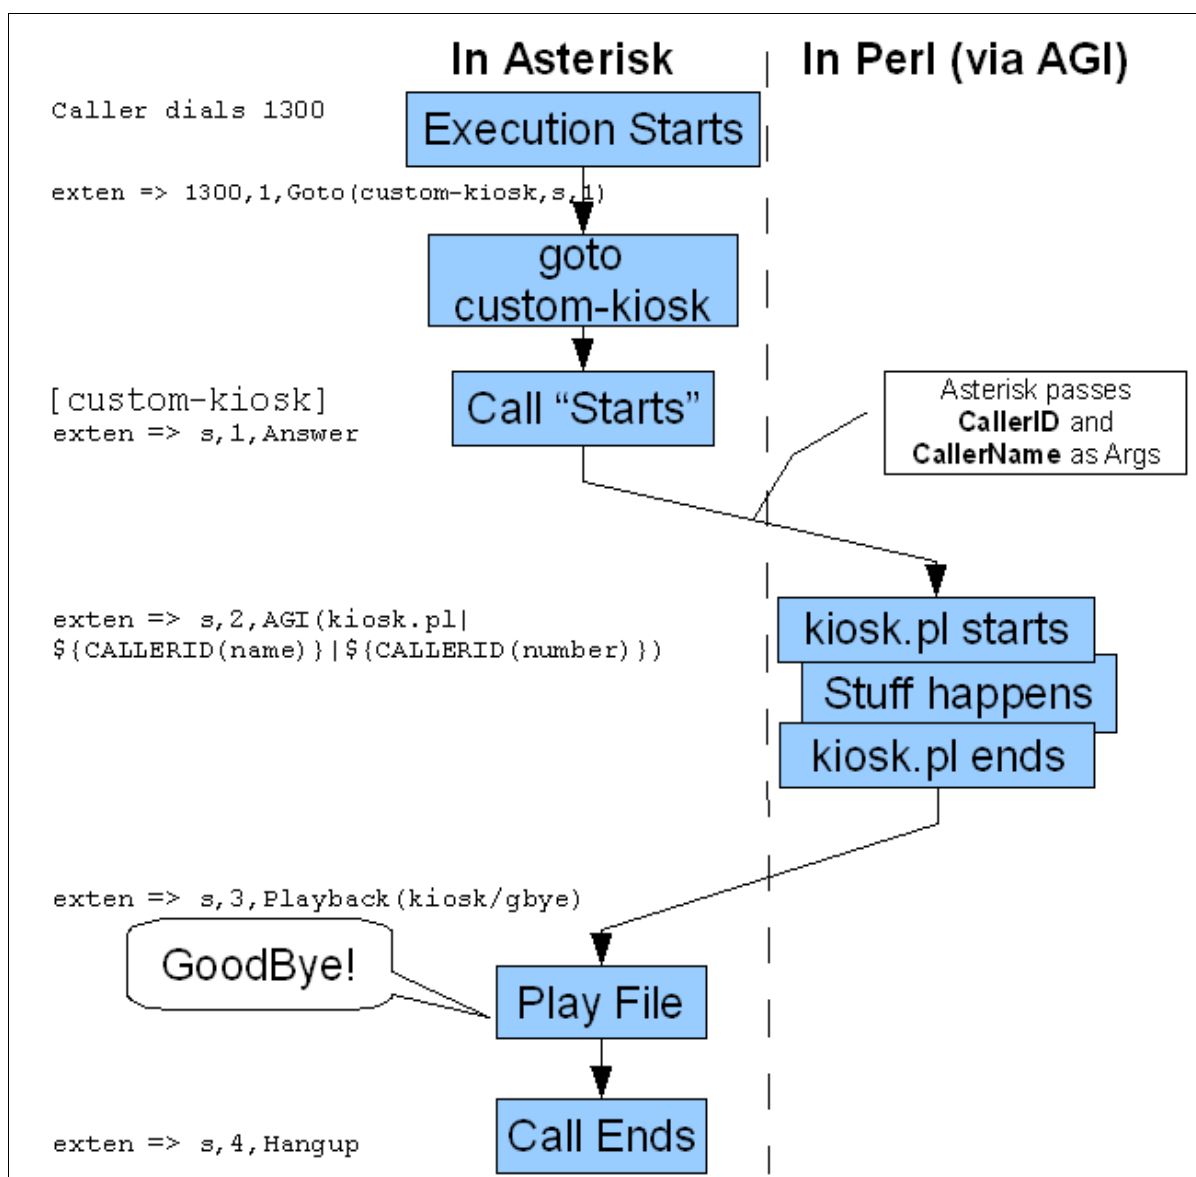 In Asterisk
In Perl (via AGI)
Caller dials 1300
Execution Starts
exten => 1300,1,Goto(custom-kiosk,s,1)
goto
custom-kiosk
[custom-kiosk]
exten => s,1,Answer
Call “Starts”
Asterisk passes
CallerID and
CallerName as Args
exten => s,2,AGI(kiosk.pl|
${CALLERID(name)}|${CALLERID(number)})
kiosk.pl starts
Stuff happens
kiosk.pl ends
exten => s,3,Playback(kiosk/gbye)
GoodBye!
Play File
Call Ends
exten => s,4,Hangup